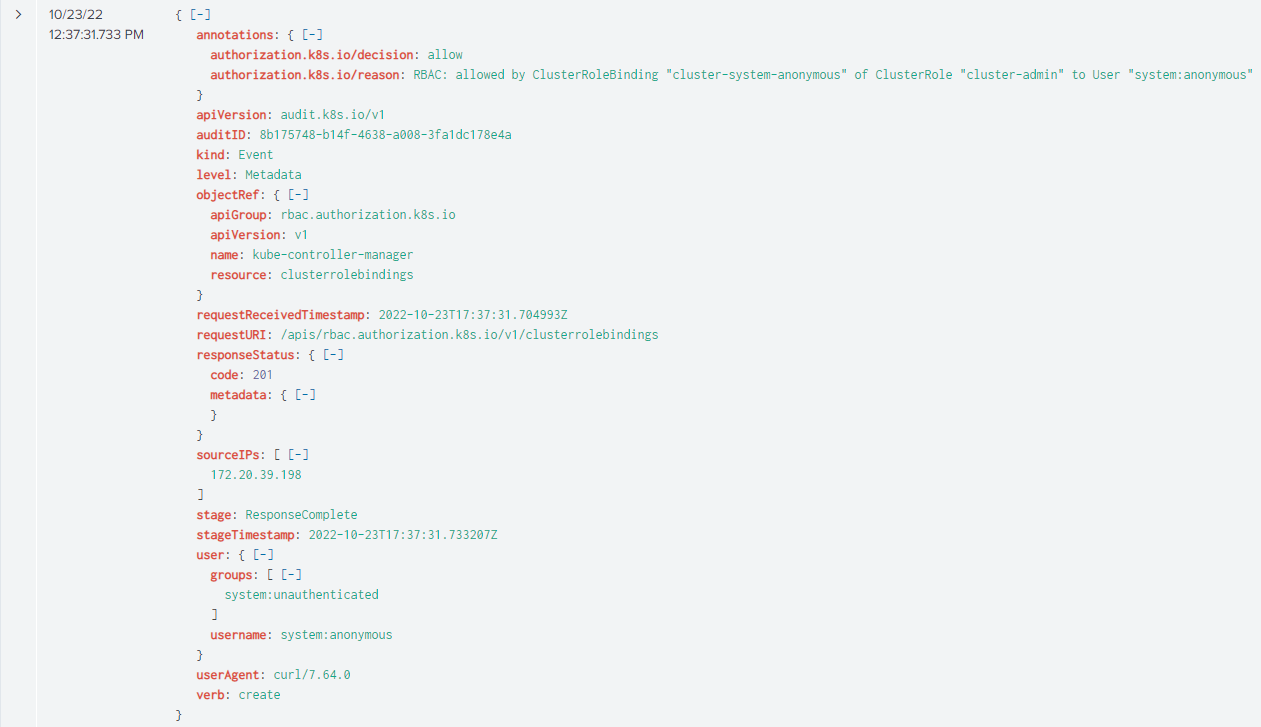 > 10/23/22 { [-]
12:37:31.733 PM annotations: { [-]
authorization.k8s.io/decision: allow
authorization.k8s.io/reason: RBAC: allowed by ClusterRoleBinding "cluster-system-anonymous" of ClusterRole "cluster-admin" to User "system:anonymous"
}
apiVersion: audit.k8s.io/v1
auditID: 8b175748-b14f-4638-a008-3fa1dc178e4a
kind: Event
level: Metadata
objectRef: { [-]
apiGroup: rbac.authorization.k8s.io
apiVersion: v1
name: kube-controller-manager
resource: clusterrolebindings
}
requestReceivedTimestamp: 2022-10-23T17:37:31.704993Z
requestURI: /apis/rbac.authorization.k8s.io/v1/clusterrolebindings
responseStatus: { [-]
code: 201
metadata: { [-]
}
}
sourceIPs: [ [-]
172.20.39.198
]
stage: ResponseComplete
stageTimestamp: 2022-10-23T17:37:31.733207Z
user: { [-]
groups: [ [-]
system:unauthenticated
]
username: system:anonymous
}
userAgent: curl/7.64.0
verb: create
}